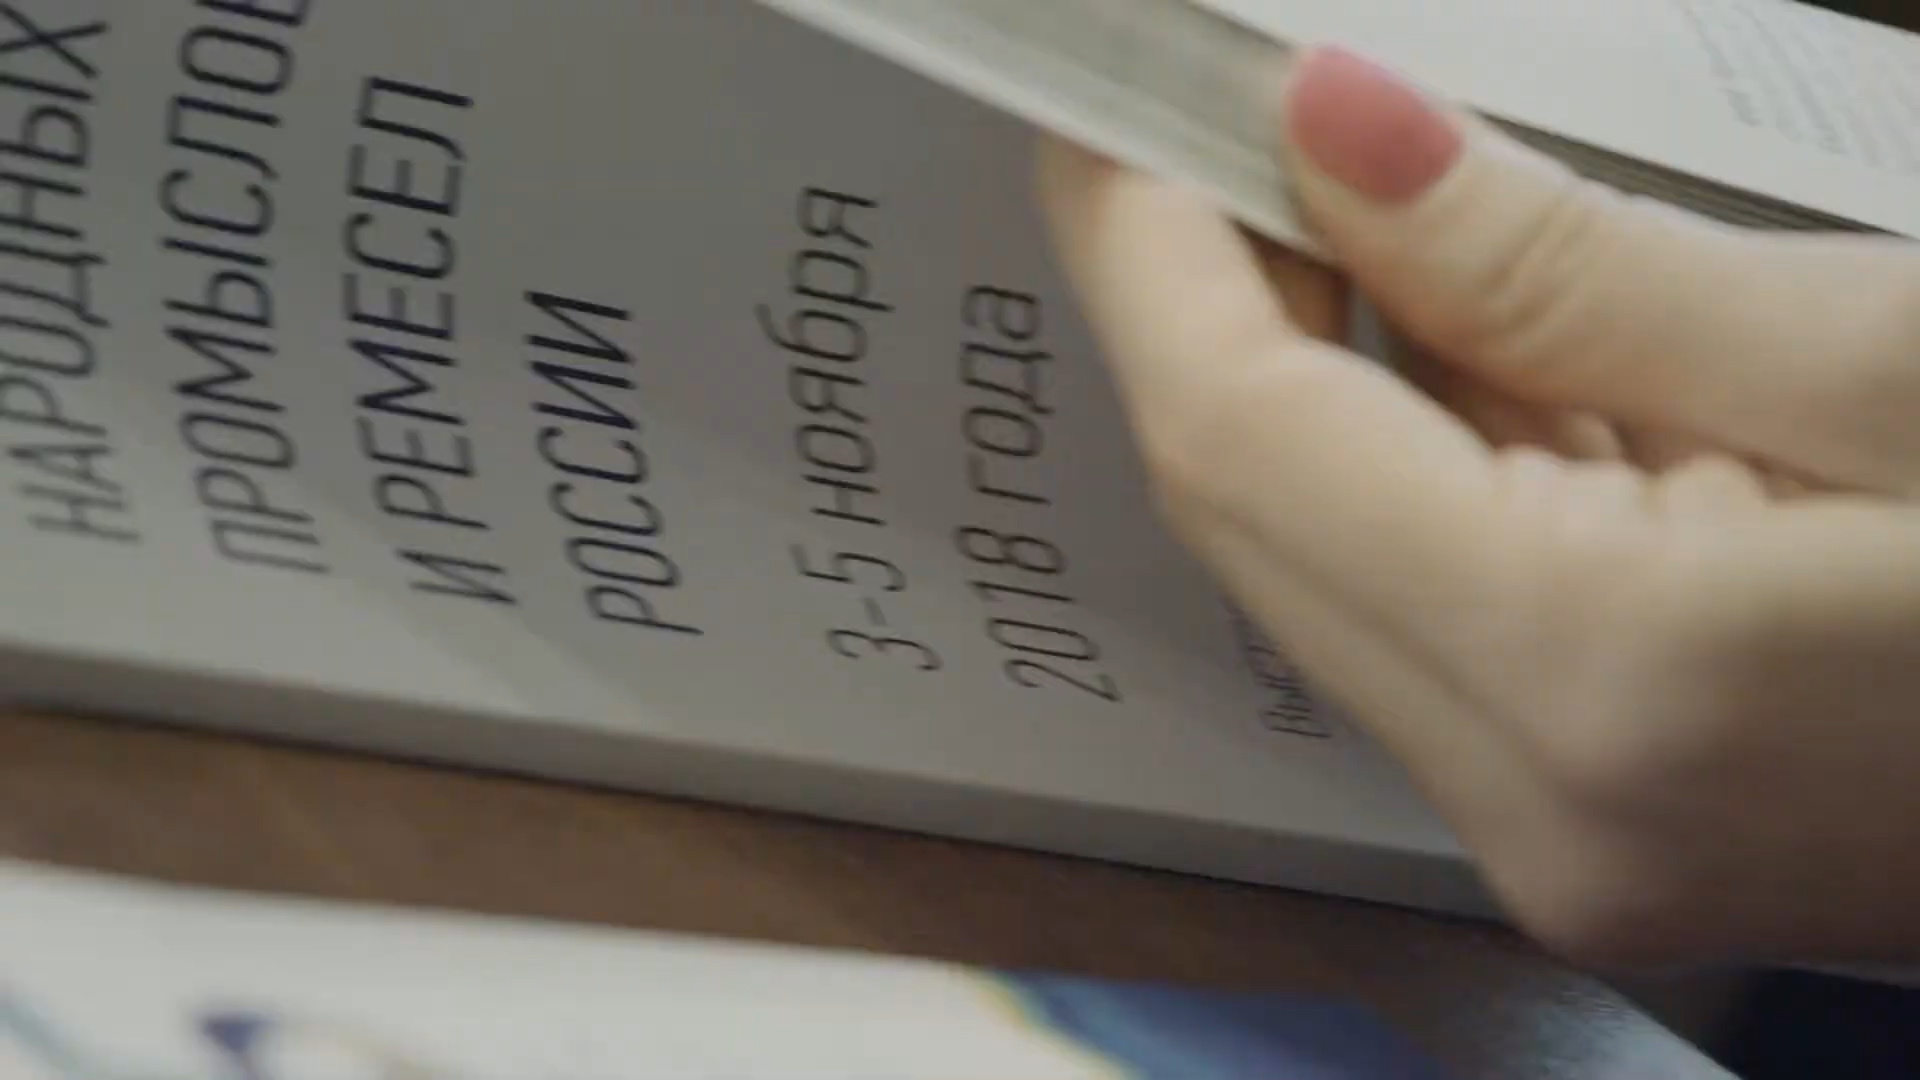 НАРОДНЫХ
ПРОМЫСЛОВ
И РЕМЕСЕЛ
РОССИИ
3-5 ноября
2018 года